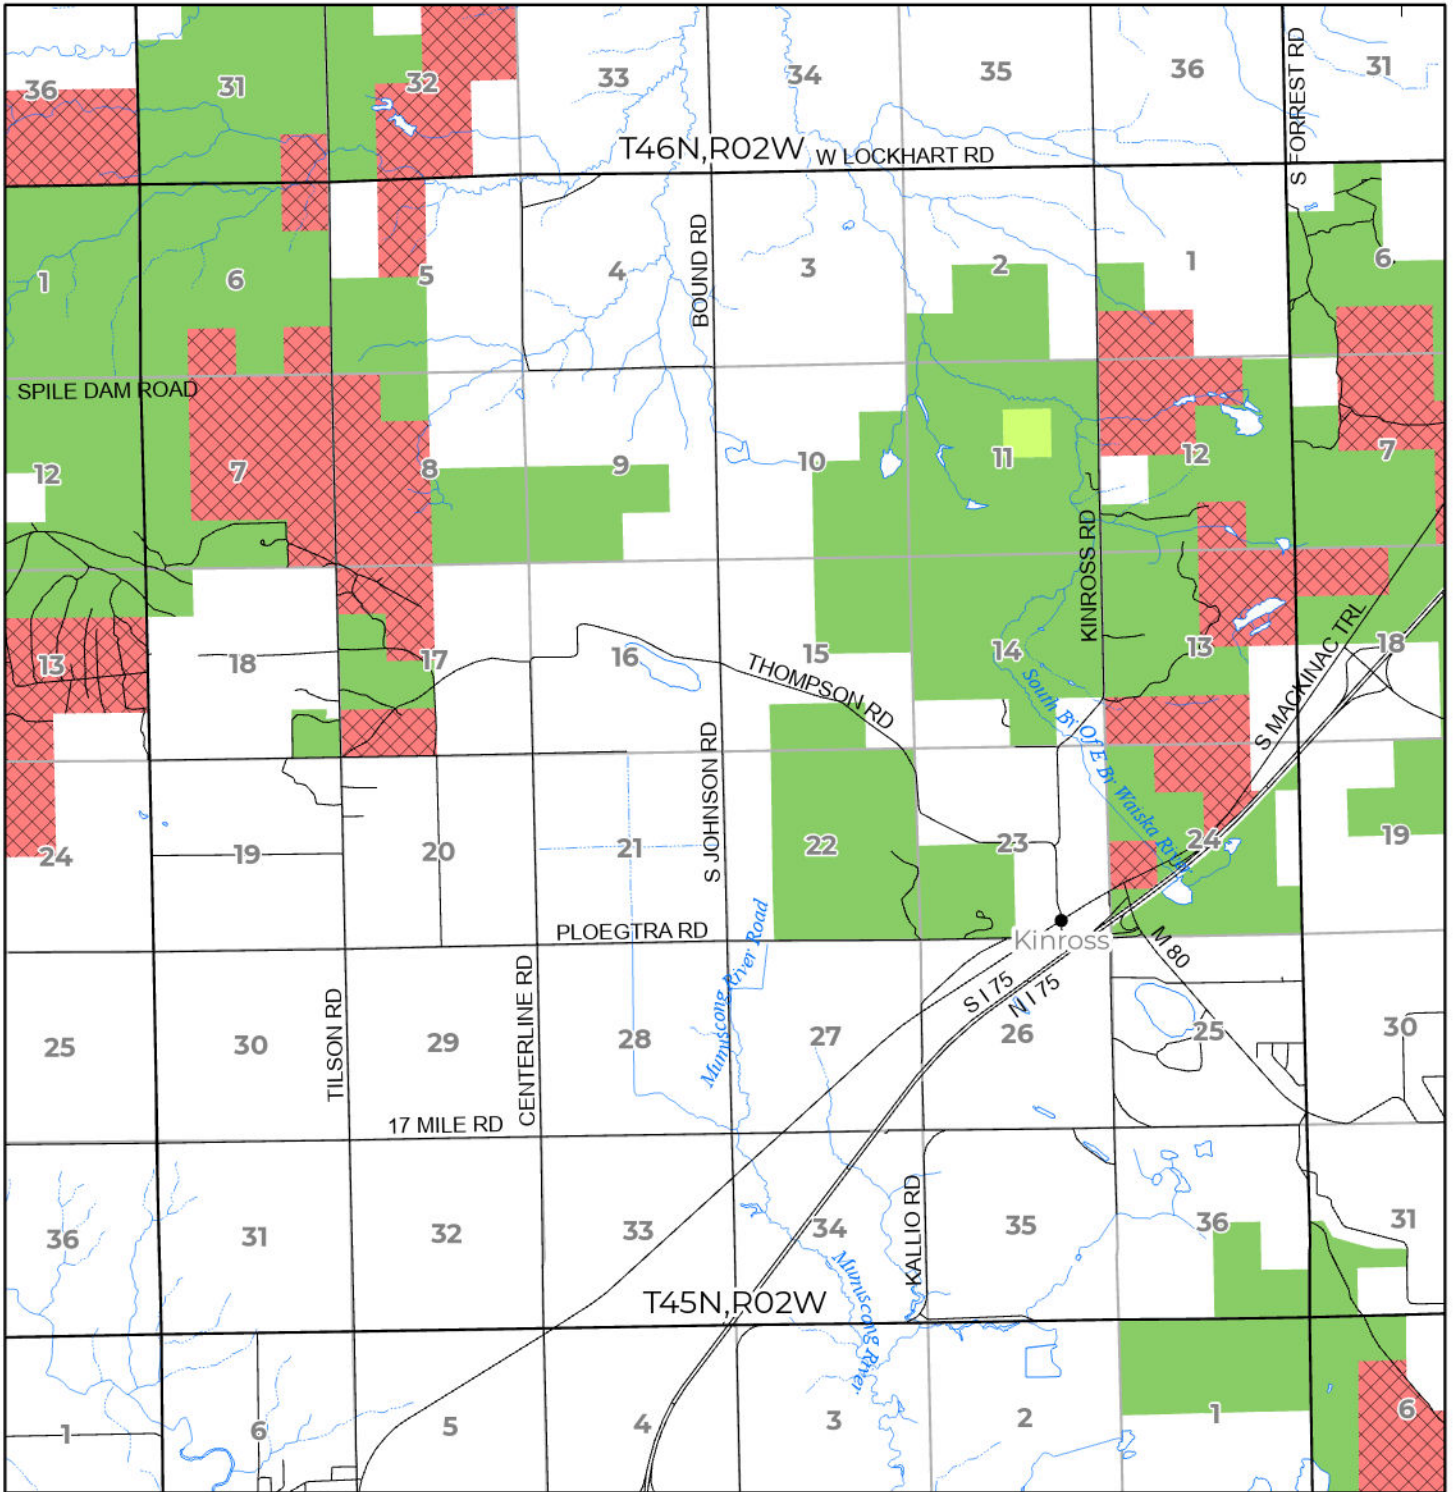 36
31
32
33
34
35
36
31
S FORREST RD
T46N,R02W
W LOCKHART RD
1
6
5
4
BOUND RD
3
2
1
6
SPILE DAM ROAD
12
7
8
9
10
11
12
7
KINROSS RD
13
18
17
16
15
14
13
18
THOMPSON RD
South Br Of E Br Waiska River
S MACKINAC TRL
24
19
20
21
S JOHNSON RD
22
23
24
19
PLOEGTRA RD
Munuscong River Road
Kinross
M 80
S I 75
N I 75
25
30
TILSON RD
29
CENTERLINE RD
28
27
26
25
30
17 MILE RD
36
31
32
33
34
KALLIO RD
35
36
31
Munuscong River
T45N,R02W
1
6
5
4
3
2
1
6